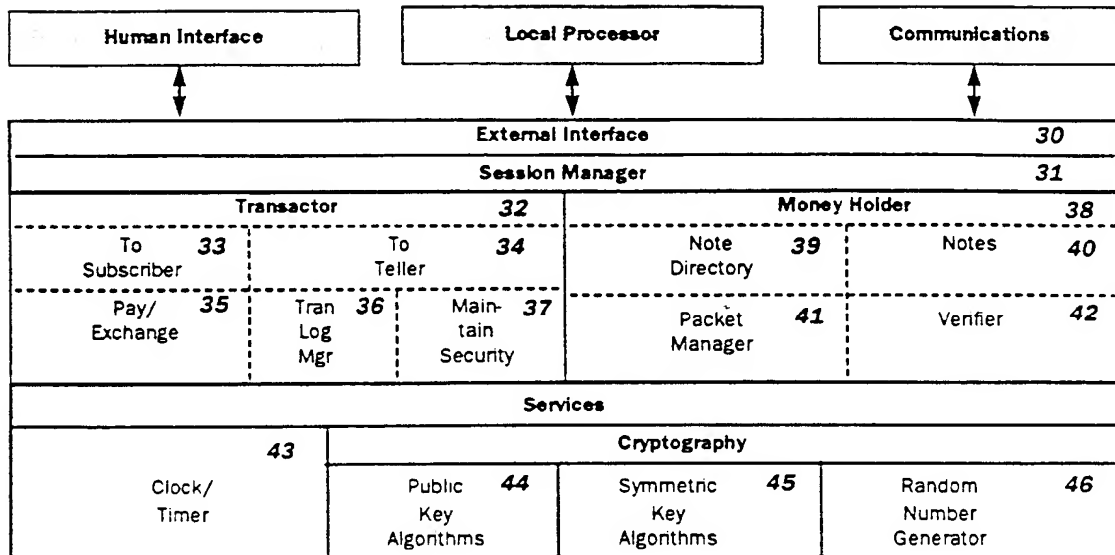 Human Interface
Local Processor
Communications
External Interface 30
Session Manager 31
Transactor 32
Money Holder 38
To 33
Subscriber
To 34
Teller
Note 39
Directory
Notes 40
Pay/ 35
Exchange
Tran 36
Log
Mgr
Main- 37
tain
Security
Packet 41
Manager
Verifier 42
Services
43
Clock/
Timer
Cryptography
Public 44
Key
Algorithms
Symmetric 45
Key
Algorithms
Random 46
Number
Generator